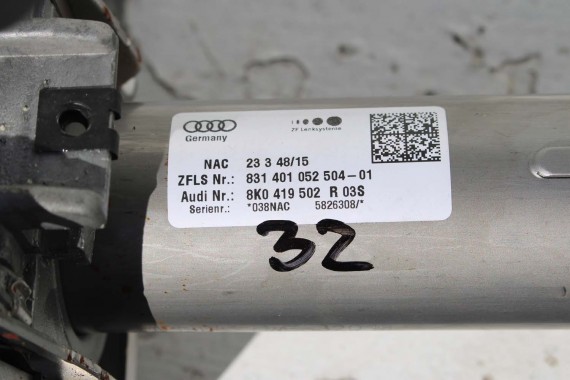 Germany
ZF Lenksysteme
NAC 23 3 48/15
ZFLS Nr.: 831 401 052 504-01
Audi Nr.: 8K0 419 502 R 03S
Serienr.: *038NAC 5826308/*
32